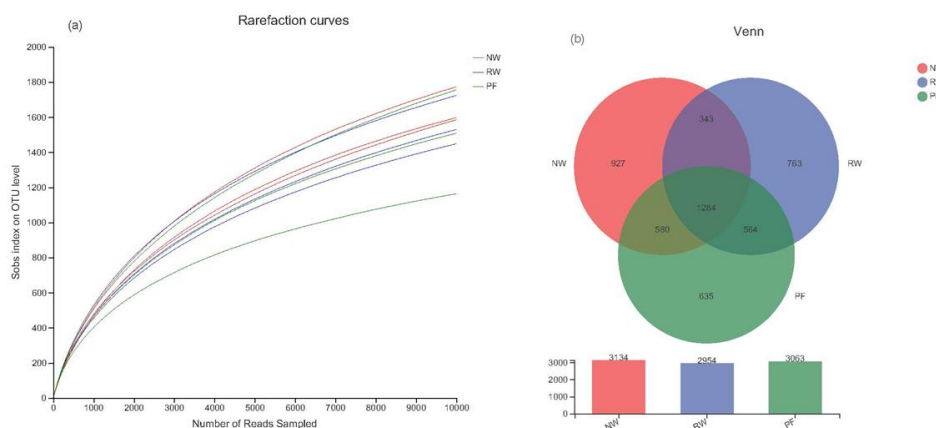 (a)
Rarefaction curves
2000
1800
1600
1400
1200
1000
800
600
400
200
0
Sobs index on OTU level
0 1000 2000 3000 4000 5000 6000 7000 8000 9000 10000
Number of Reads Sampled
NW
RW
PF
(b)
Venn
NW
RW
PF
927
343
763
1284
580
564
635
3000
2000
1000
0
3134
2954
3063
NW
RW
PF